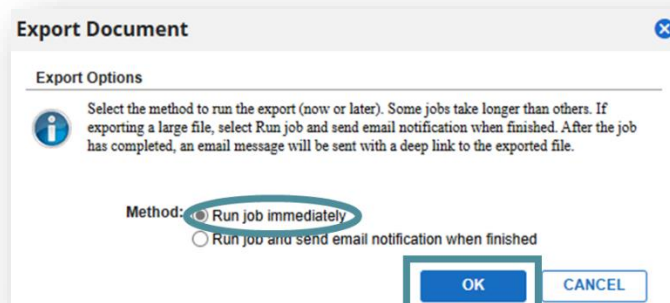 Export Document
Export Options
Select the method to run the export (now or later). Some jobs take longer than others. If
exporting a large file, select Run job and send email notification when finished. After the job
has completed, an email message will be sent with a deep link to the exported file.
Method: Run job immediately
Run job and send email notification when finished
OK CANCEL